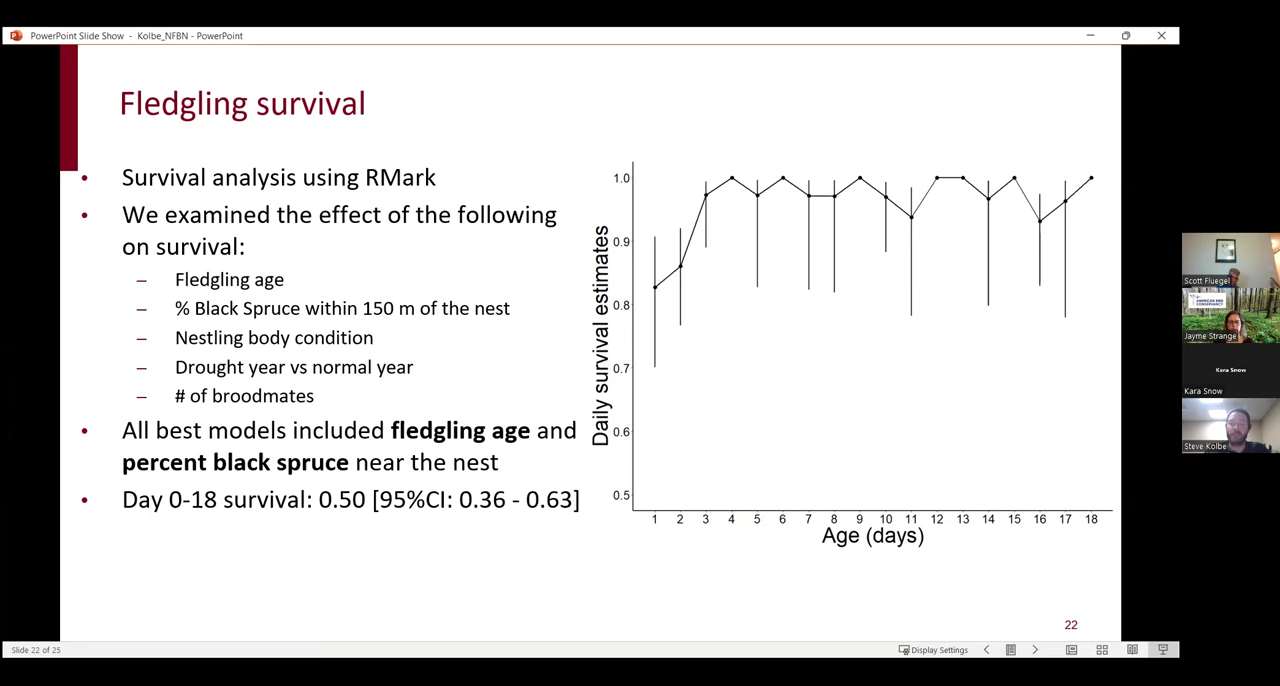 PowerPoint Slide Show - Kolbe_NFBN - PowerPoint
Fledgling survival
• Survival analysis using RMark
• We examined the effect of the following
on survival:
– Fledgling age
– % Black Spruce within 150 m of the nest
– Nestling body condition
– Drought year vs normal year
– # of broodmates
• All best models included fledgling age and
percent black spruce near the nest
• Day 0-18 survival: 0.50 [95%CI: 0.36 - 0.63]
Daily survival estimates
1.0
0.9
0.8
0.7
0.6
0.5
1 2 3 4 5 6 7 8 9 10 11 12 13 14 15 16 17 18
Age (days)
22
Scott Fluegel
AMERICAN BIRD
CONSERVANCY
Jayme Strange
Kara Snow
Kara Snow
Steve Kolbe
Slide 22 of 25
Display Settings